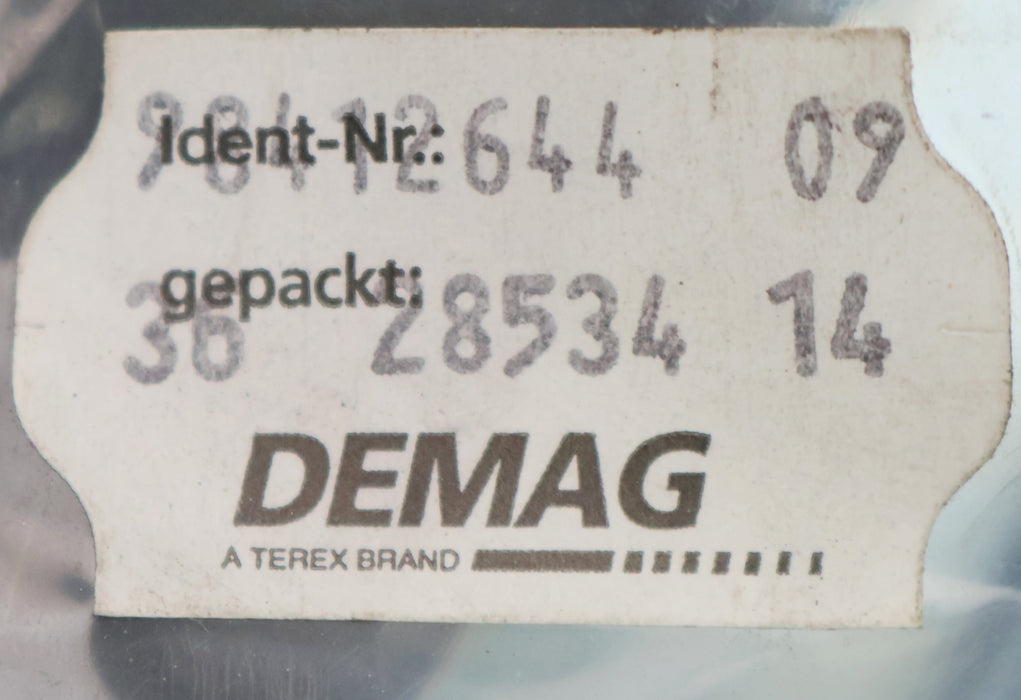 Ident-Nr.: 98412644 09
gepackt: 36 28534 14
DEMAG
A TEREX BRAND